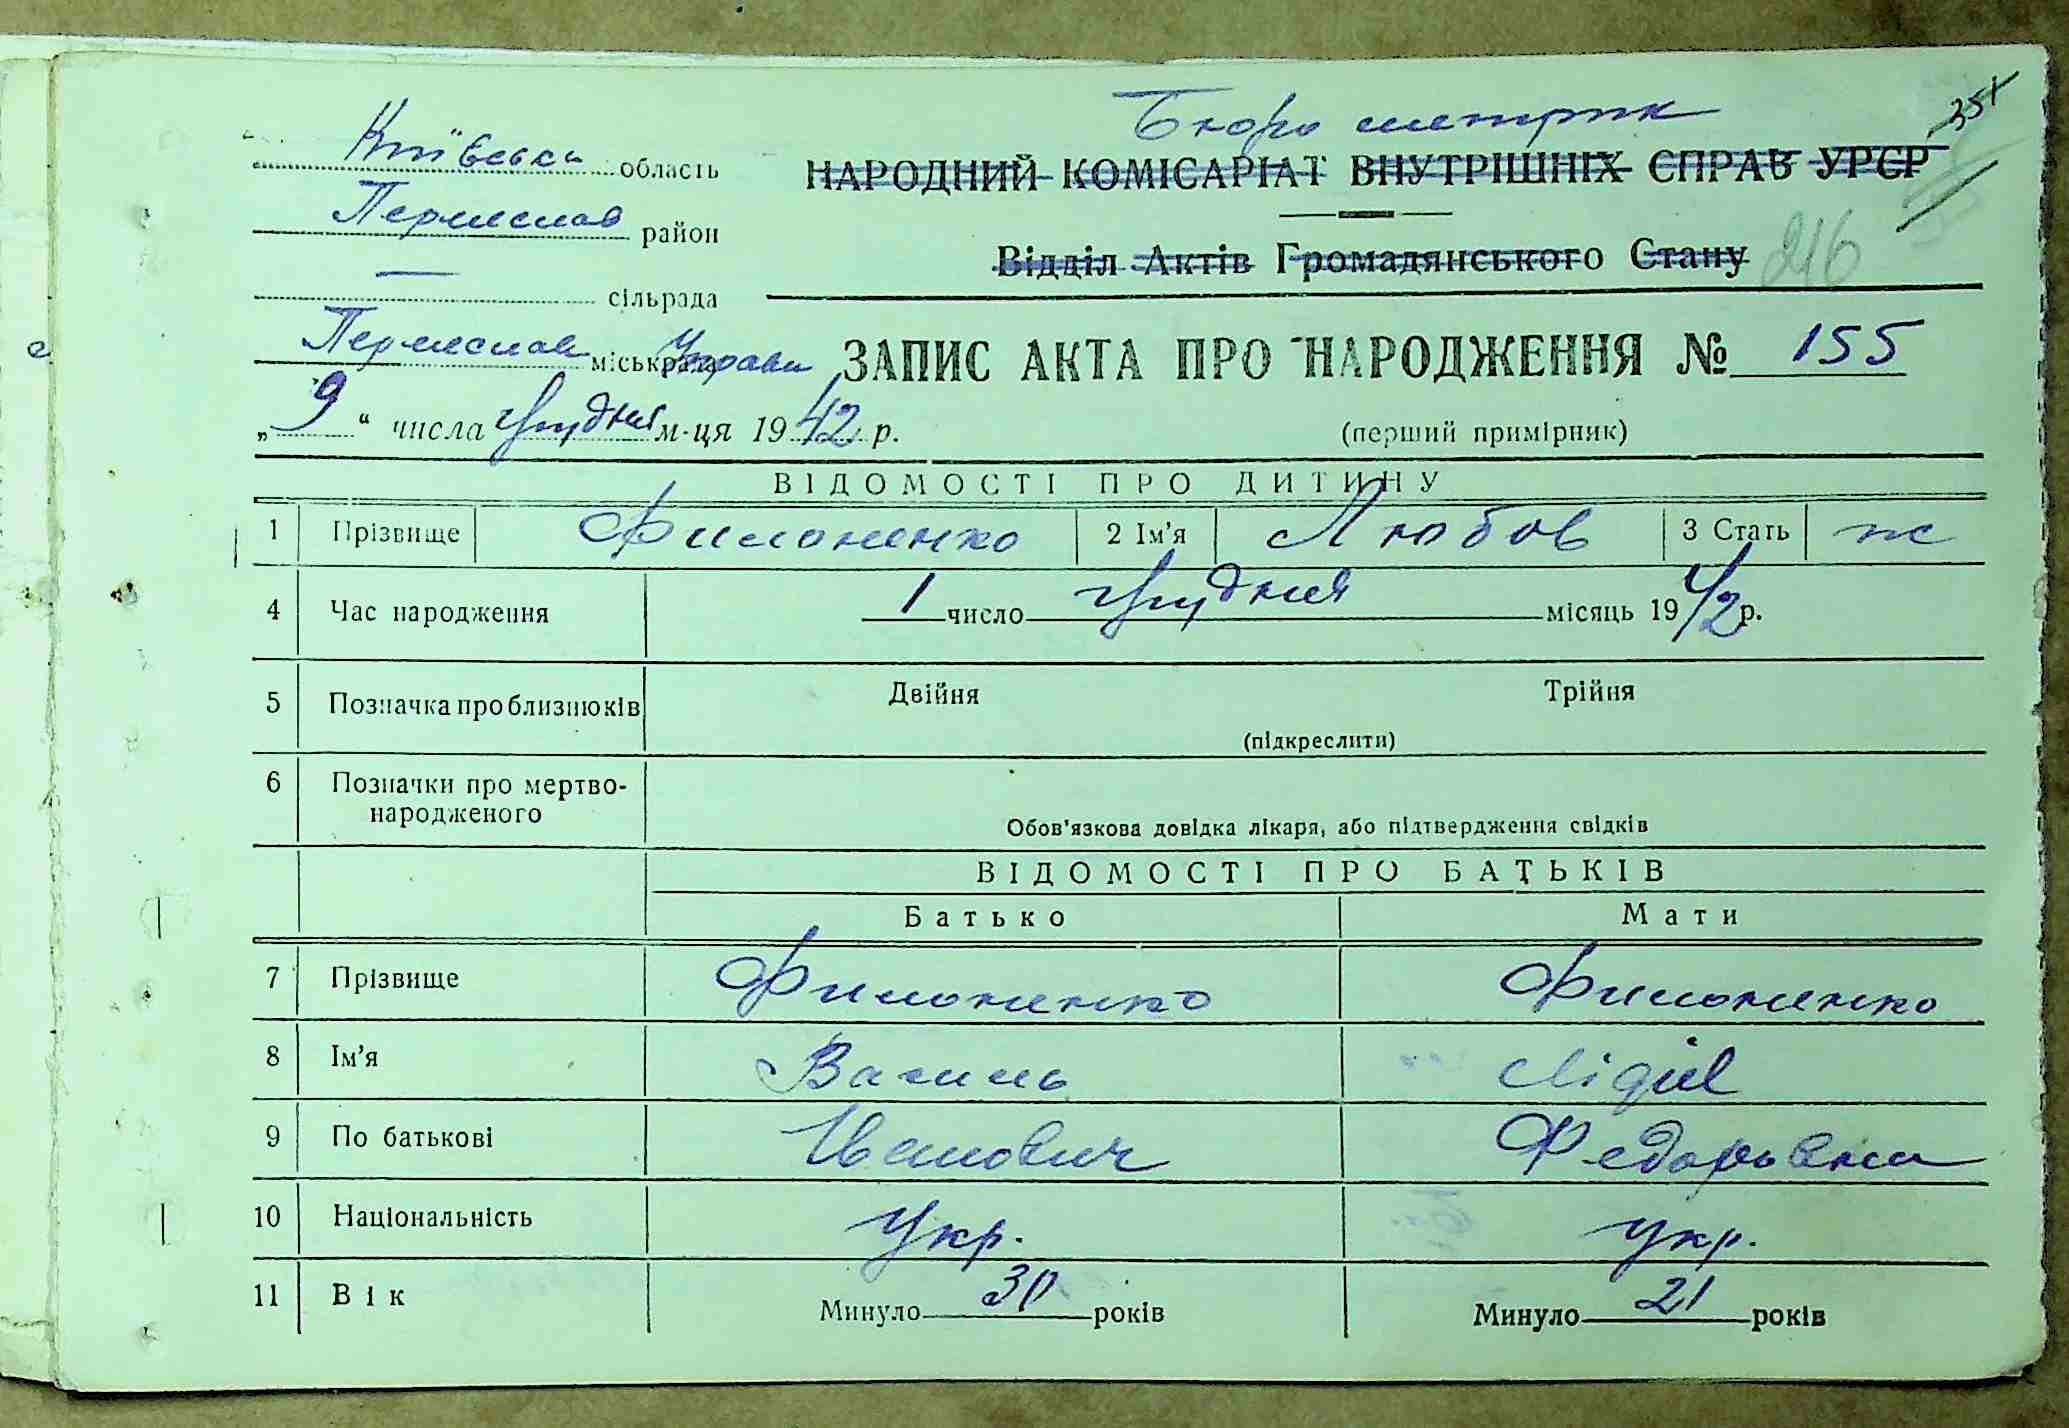 Бюро метрик
351
Київська область
НАРОДНИЙ КОМІСАРІАТ ВНУТРІШНІХ СПРАВ УРСР
Переяслав район
Відділ Актів Громадянського Стану 216
— сільрада
Переяслав міськрада Управи
ЗАПИС АКТА ПРО НАРОДЖЕННЯ № 155
„ 9 “ числа грудня м-ця 1942 р.
(перший примірник)
ВІДОМОСТІ ПРО ДИТИНУ
1 Прізвище Филоненко 2 Ім'я Любов 3 Стать ж
4 Час народження 1 число грудня місяць 1942 р.
5 Позначка про близнюків Двійня Трійня
(підкреслити)
6 Позначки про мертво-
народженого
Обов'язкова довідка лікаря, або підтвердження свідків
ВІДОМОСТІ ПРО БАТЬКІВ
Батько Мати
7 Прізвище Филоненко Филоненко
8 Ім'я Василь Лідія
9 По батькові Іванович Федоровна
10 Національність Укр. Укр.
11 Вік Минуло 30 років Минуло 21 років